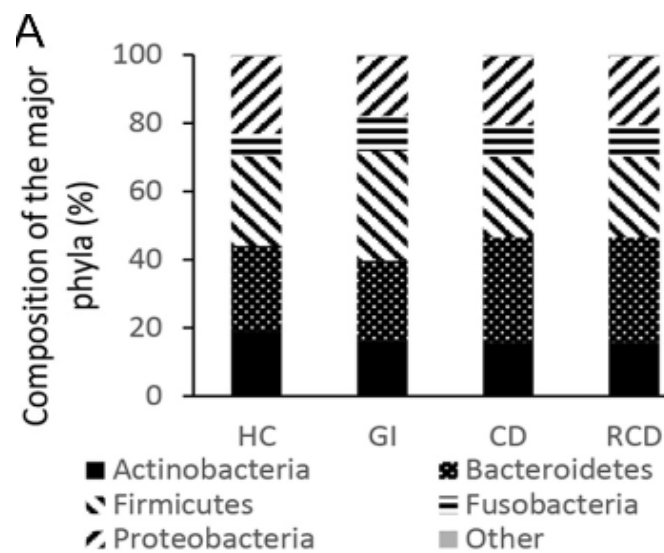 A
Composition of the major
phyla (%)
100
80
60
40
20
0
HC GI CD RCD
Actinobacteria Bacteroidetes
Firmicutes Fusobacteria
Proteobacteria Other